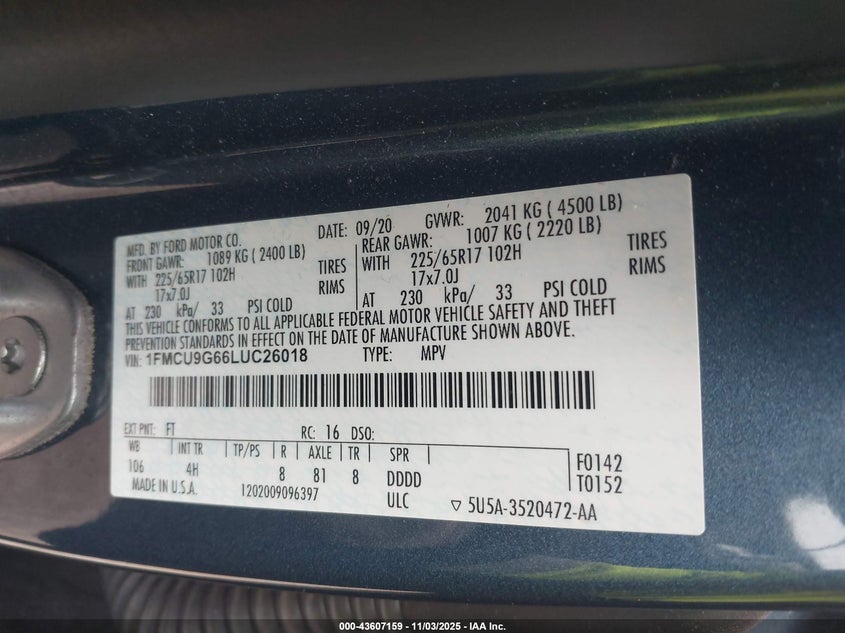 MFD. BY FORD MOTOR CO. DATE: 09/20 GVWR: 2041 KG ( 4500 LB)
FRONT GAWR: 1089 KG ( 2400 LB) REAR GAWR: 1007 KG ( 2220 LB)
WITH 225/65R17 102H TIRES WITH 225/65R17 102H TIRES
17x7.0J RIMS 17x7.0J RIMS
AT 230 kPa/ 33 PSI COLD AT 230 kPa/ 33 PSI COLD
THIS VEHICLE CONFORMS TO ALL APPLICABLE FEDERAL MOTOR VEHICLE SAFETY AND THEFT
PREVENTION STANDARDS IN EFFECT ON THE DATE OF MANUFACTURE SHOWN ABOVE.
VIN: 1FMCU9G66LUC26018 TYPE: MPV
EXT PNT: FT RC: 16 DSO:
WB INT TR TP/PS R AXLE TR SPR
106 4H 8 81 8 DDDD F0142
MADE IN U.S.A. 1202009096397 ULC T0152
▽ 5U5A-3520472-AA
000-43607159 - 11/03/2025 - IAA Inc.